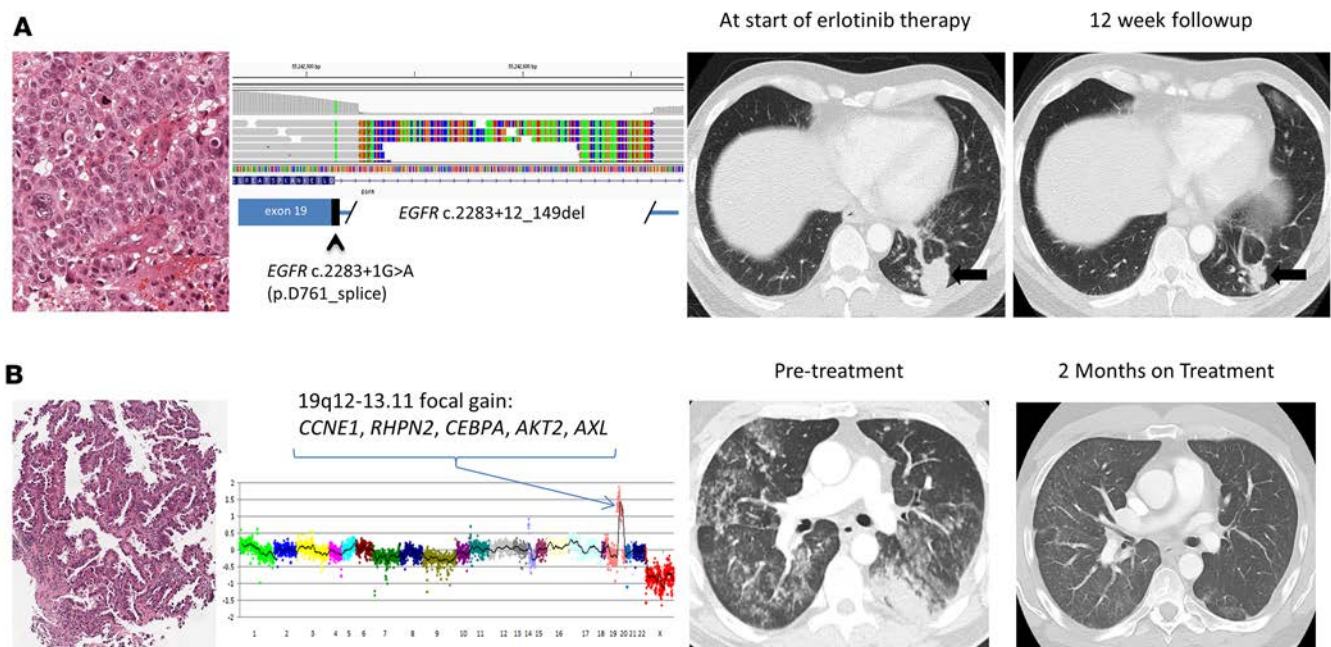 A
At start of erlotinib therapy
12 week followup
exon 19
EGFR c.2283+12_149del
EGFR c.2283+1G>A
(p.D761_splice)
B
Pre-treatment
2 Months on Treatment
19q12-13.11 focal gain:
CCNE1, RHPN2, CEBPA, AKT2, AXL
2
1.5
1
0.5
0
-0.5
-1
-1.5
-2
1 2 3 4 5 6 7 8 9 10 11 12 13 14 15 16 17 18 19 20 21 22 X